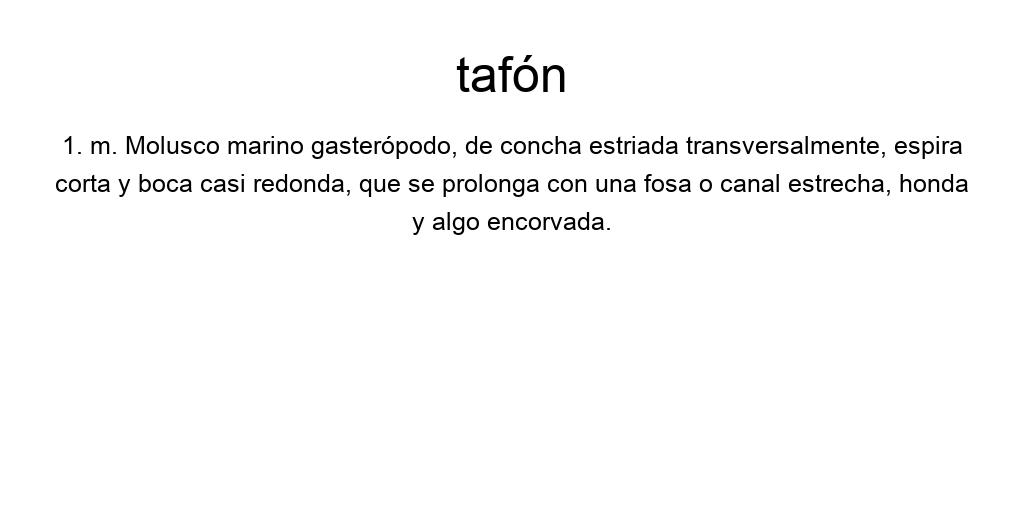 tafón
1. m. Molusco marino gasterópodo, de concha estriada transversalmente, espira
corta y boca casi redonda, que se prolonga con una fosa o canal estrecha, honda
y algo encorvada.